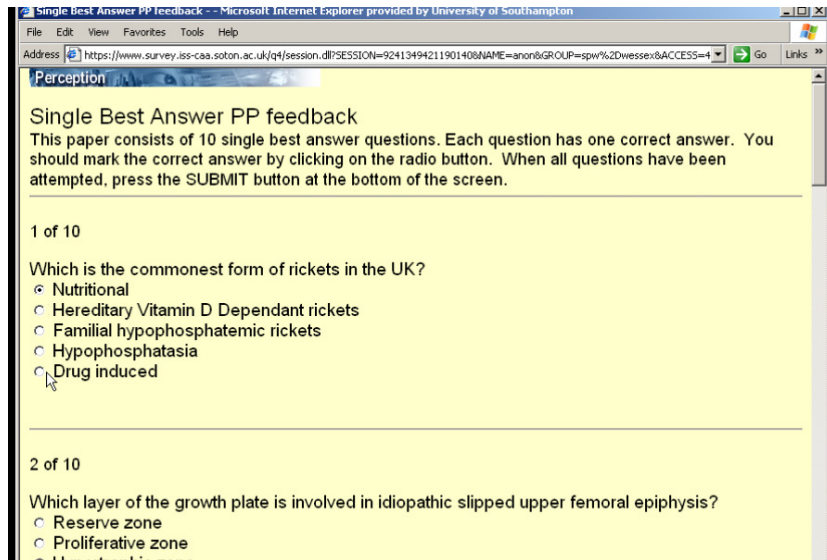 Single Best Answer PP feedback - - Microsoft Internet Explorer provided by University of Southampton
File Edit View Favorites Tools Help
Address https://www.survey.iss-caa.soton.ac.uk/q4/session.dll?SESSION=9241349421190140&NAME=anon&GROUP=spw%2Dwessex&ACCESS=4 Go Links »
Perception
Single Best Answer PP feedback
This paper consists of 10 single best answer questions. Each question has one correct answer. You
should mark the correct answer by clicking on the radio button. When all questions have been
attempted, press the SUBMIT button at the bottom of the screen.
1 of 10
Which is the commonest form of rickets in the UK?
Nutritional
Hereditary Vitamin D Dependant rickets
Familial hypophosphatemic rickets
Hypophosphatasia
Drug induced
2 of 10
Which layer of the growth plate is involved in idiopathic slipped upper femoral epiphysis?
Reserve zone
Proliferative zone